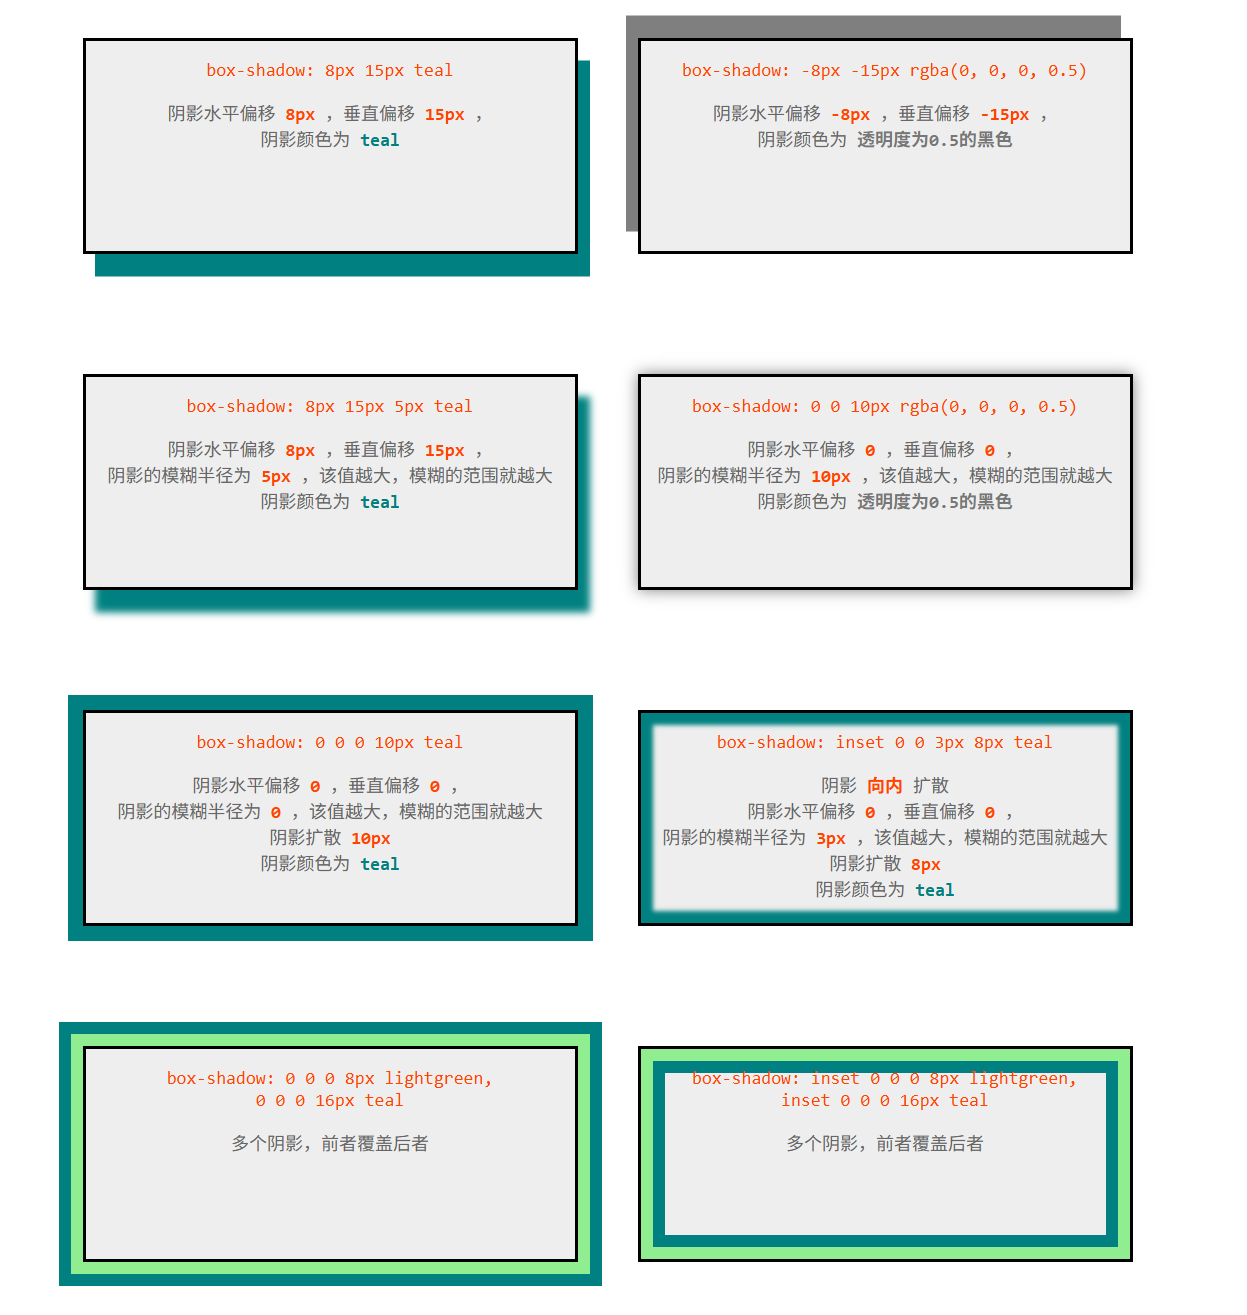 box-shadow: 8px 15px teal
阴影水平偏移 8px ，垂直偏移 15px ，
阴影颜色为 teal
box-shadow: -8px -15px rgba(0, 0, 0, 0.5)
阴影水平偏移 -8px ，垂直偏移 -15px ，
阴影颜色为 透明度为0.5的黑色
box-shadow: 8px 15px 5px teal
阴影水平偏移 8px ，垂直偏移 15px ，
阴影的模糊半径为 5px ，该值越大，模糊的范围就越大
阴影颜色为 teal
box-shadow: 0 0 10px rgba(0, 0, 0, 0.5)
阴影水平偏移 0 ，垂直偏移 0 ，
阴影的模糊半径为 10px ，该值越大，模糊的范围就越大
阴影颜色为 透明度为0.5的黑色
box-shadow: 0 0 0 10px teal
阴影水平偏移 0 ，垂直偏移 0 ，
阴影的模糊半径为 0 ，该值越大，模糊的范围就越大
阴影扩散 10px
阴影颜色为 teal
box-shadow: inset 0 0 3px 8px teal
阴影 向内 扩散
阴影水平偏移 0 ，垂直偏移 0 ，
阴影的模糊半径为 3px ，该值越大，模糊的范围就越大
阴影扩散 8px
阴影颜色为 teal
box-shadow: 0 0 0 8px lightgreen,
0 0 0 16px teal
多个阴影，前者覆盖后者
box-shadow: inset 0 0 0 8px lightgreen,
inset 0 0 0 16px teal
多个阴影，前者覆盖后者